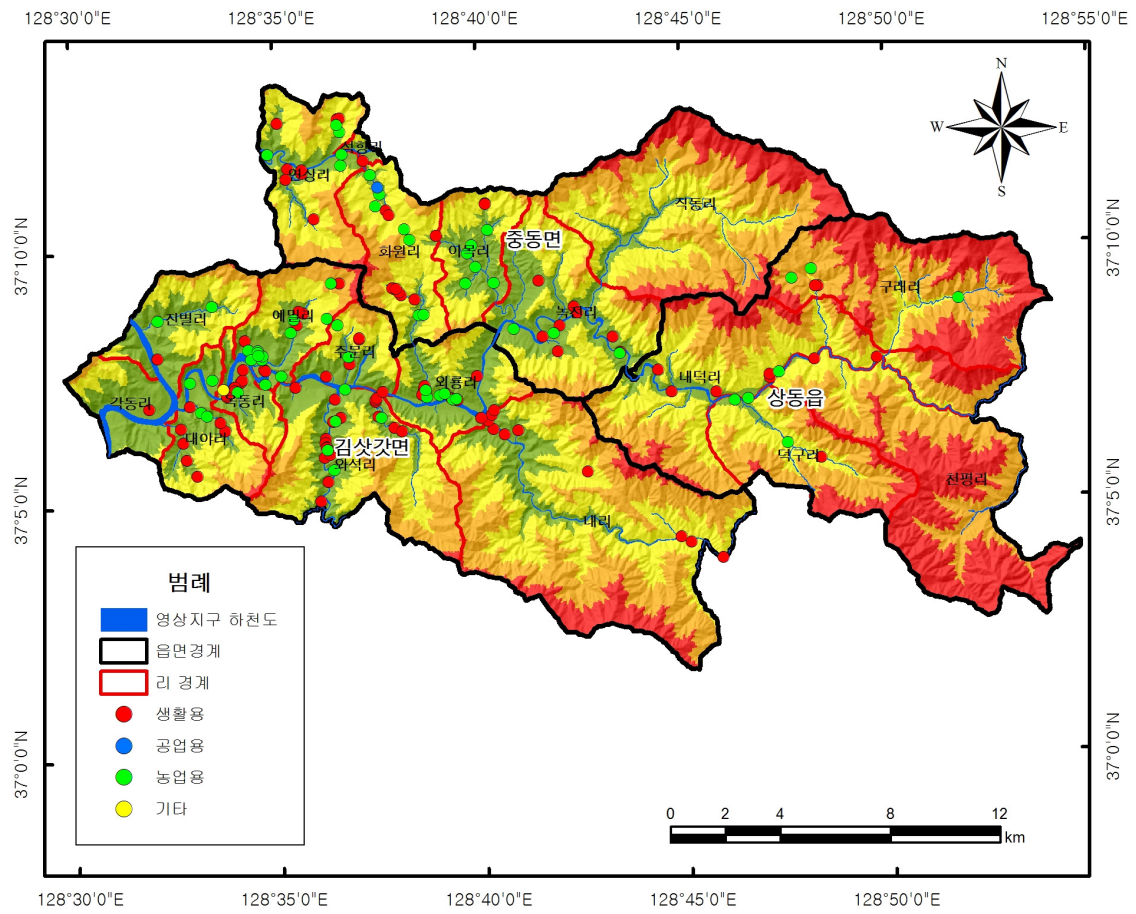 128°30'0"E 128°35'0"E 128°40'0"E 128°45'0"E 128°50'0"E 128°55'0"E
N
W E
S
석항리
연상리
직동리
37°10'0"N
37°10'0"N
화원리
이목리
중동면
구래리
진별리
예밀리
녹전리
주문리
외룡리
내덕리
상동읍
각동리
옥동리
대야리
김삿갓면
와석리
덕구리
천평리
37°5'0"N
37°5'0"N
내리
범례
영상지구 하천도
읍면경계
리 경계
생활용
공업용
농업용
기타
37°0'0"N
37°0'0"N
0 2 4 8 12
km
128°30'0"E 128°35'0"E 128°40'0"E 128°45'0"E 128°50'0"E